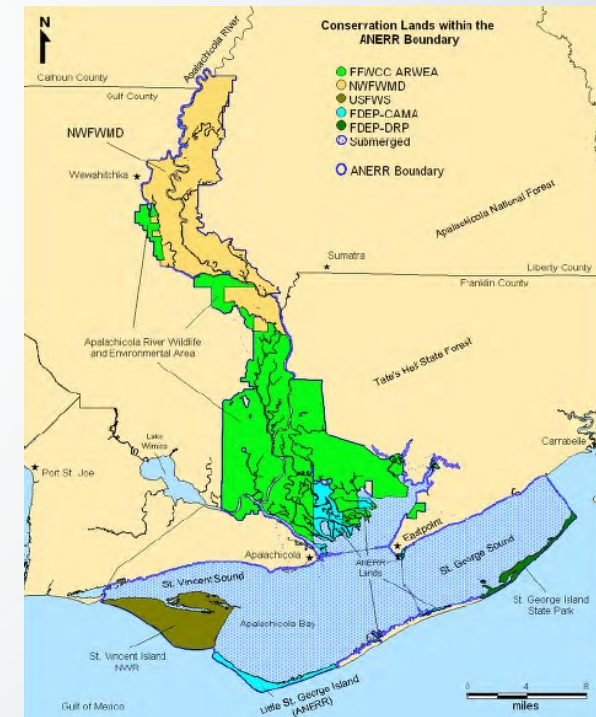 N
Apalachicola River
Conservation Lands within the
ANERR Boundary
FFWCC ARWEA
NWFWMD
USFWS
FDEP-CAMA
FDEP-DRP
Submerged
ANERR Boundary
Calhoun County
Gulf County
NWFWMD
Wewahitchka
Apalachicola National Forest
Sumatra
Liberty County
Franklin County
Apalachicola River Wildlife
and Environmental Area
Tate's Hell State Forest
Lake
Wimico
Carrabelle
Port St. Joe
Eastpoint
Apalachicola
ANERR
Lands
St. George Sound
St. Vincent Sound
St. George Island
State Park
Apalachicola Bay
St. Vincent Island
NWR
Little St. George Island
(ANERR)
Gulf of Mexico
0 4 8
miles